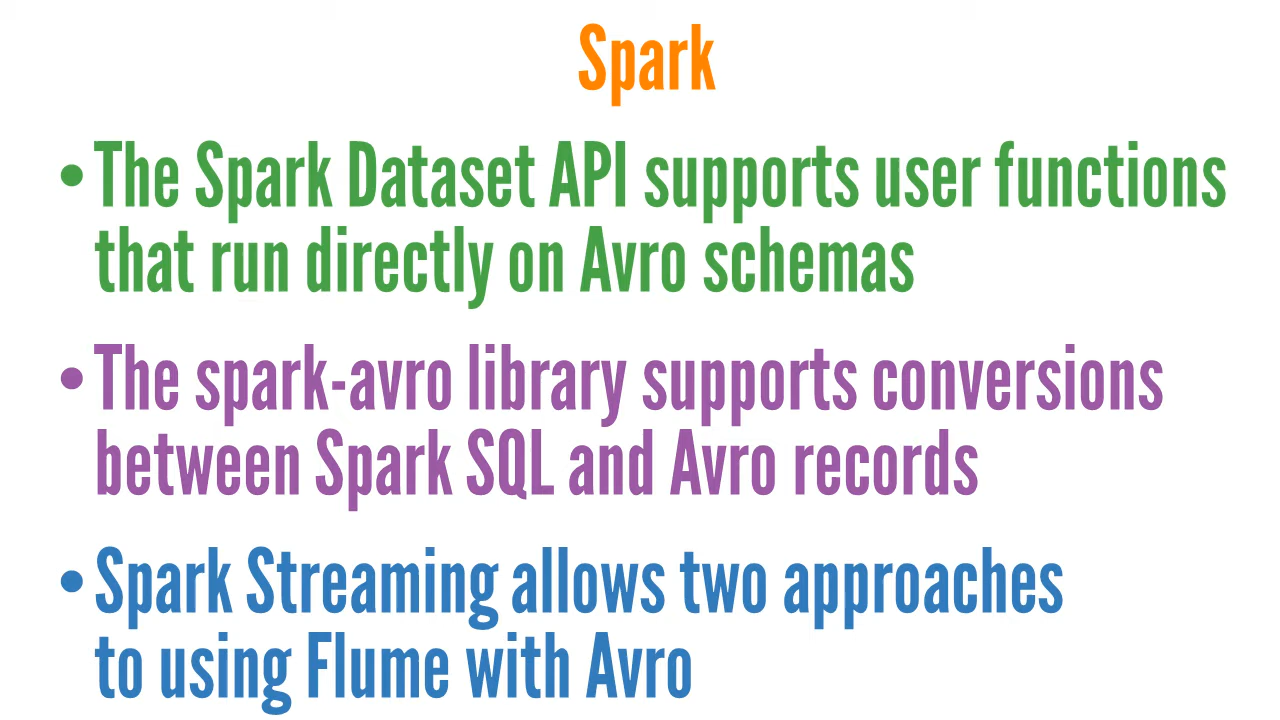 Spark
• The Spark Dataset API supports user functions
that run directly on Avro schemas
• The spark-avro library supports conversions
between Spark SQL and Avro records
• Spark Streaming allows two approaches
to using Flume with Avro